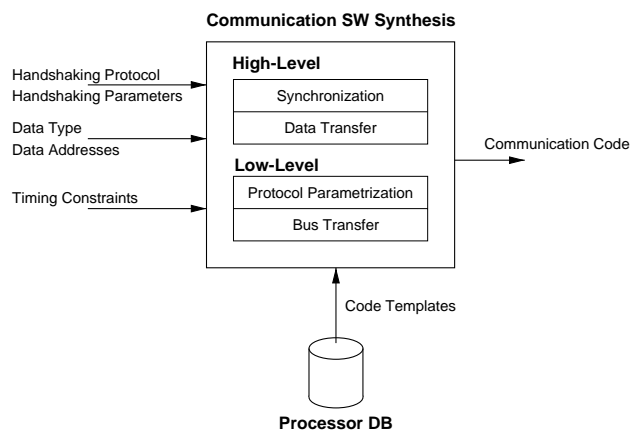 Communication SW Synthesis
High-Level
Handshaking Protocol
Handshaking Parameters
Synchronization
Data Type
Data Addresses
Data Transfer
Communication Code
Low-Level
Timing Constraints
Protocol Parametrization
Bus Transfer
Code Templates
Processor DB